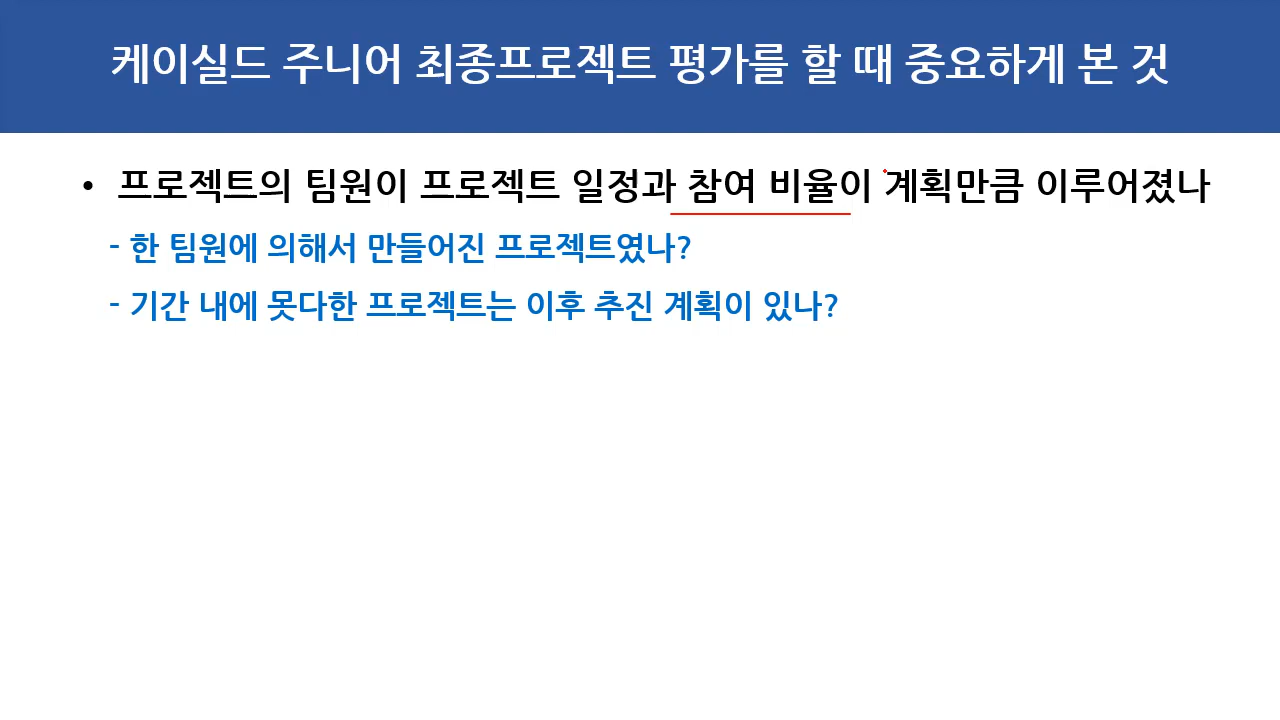 케이실드 주니어 최종프로젝트 평가를 할 때 중요하게 본 것
• 프로젝트의 팀원이 프로젝트 일정과 참여 비율이 계획만큼 이루어졌나
- 한 팀원에 의해서 만들어진 프로젝트였나?
- 기간 내에 못다한 프로젝트는 이후 추진 계획이 있나?